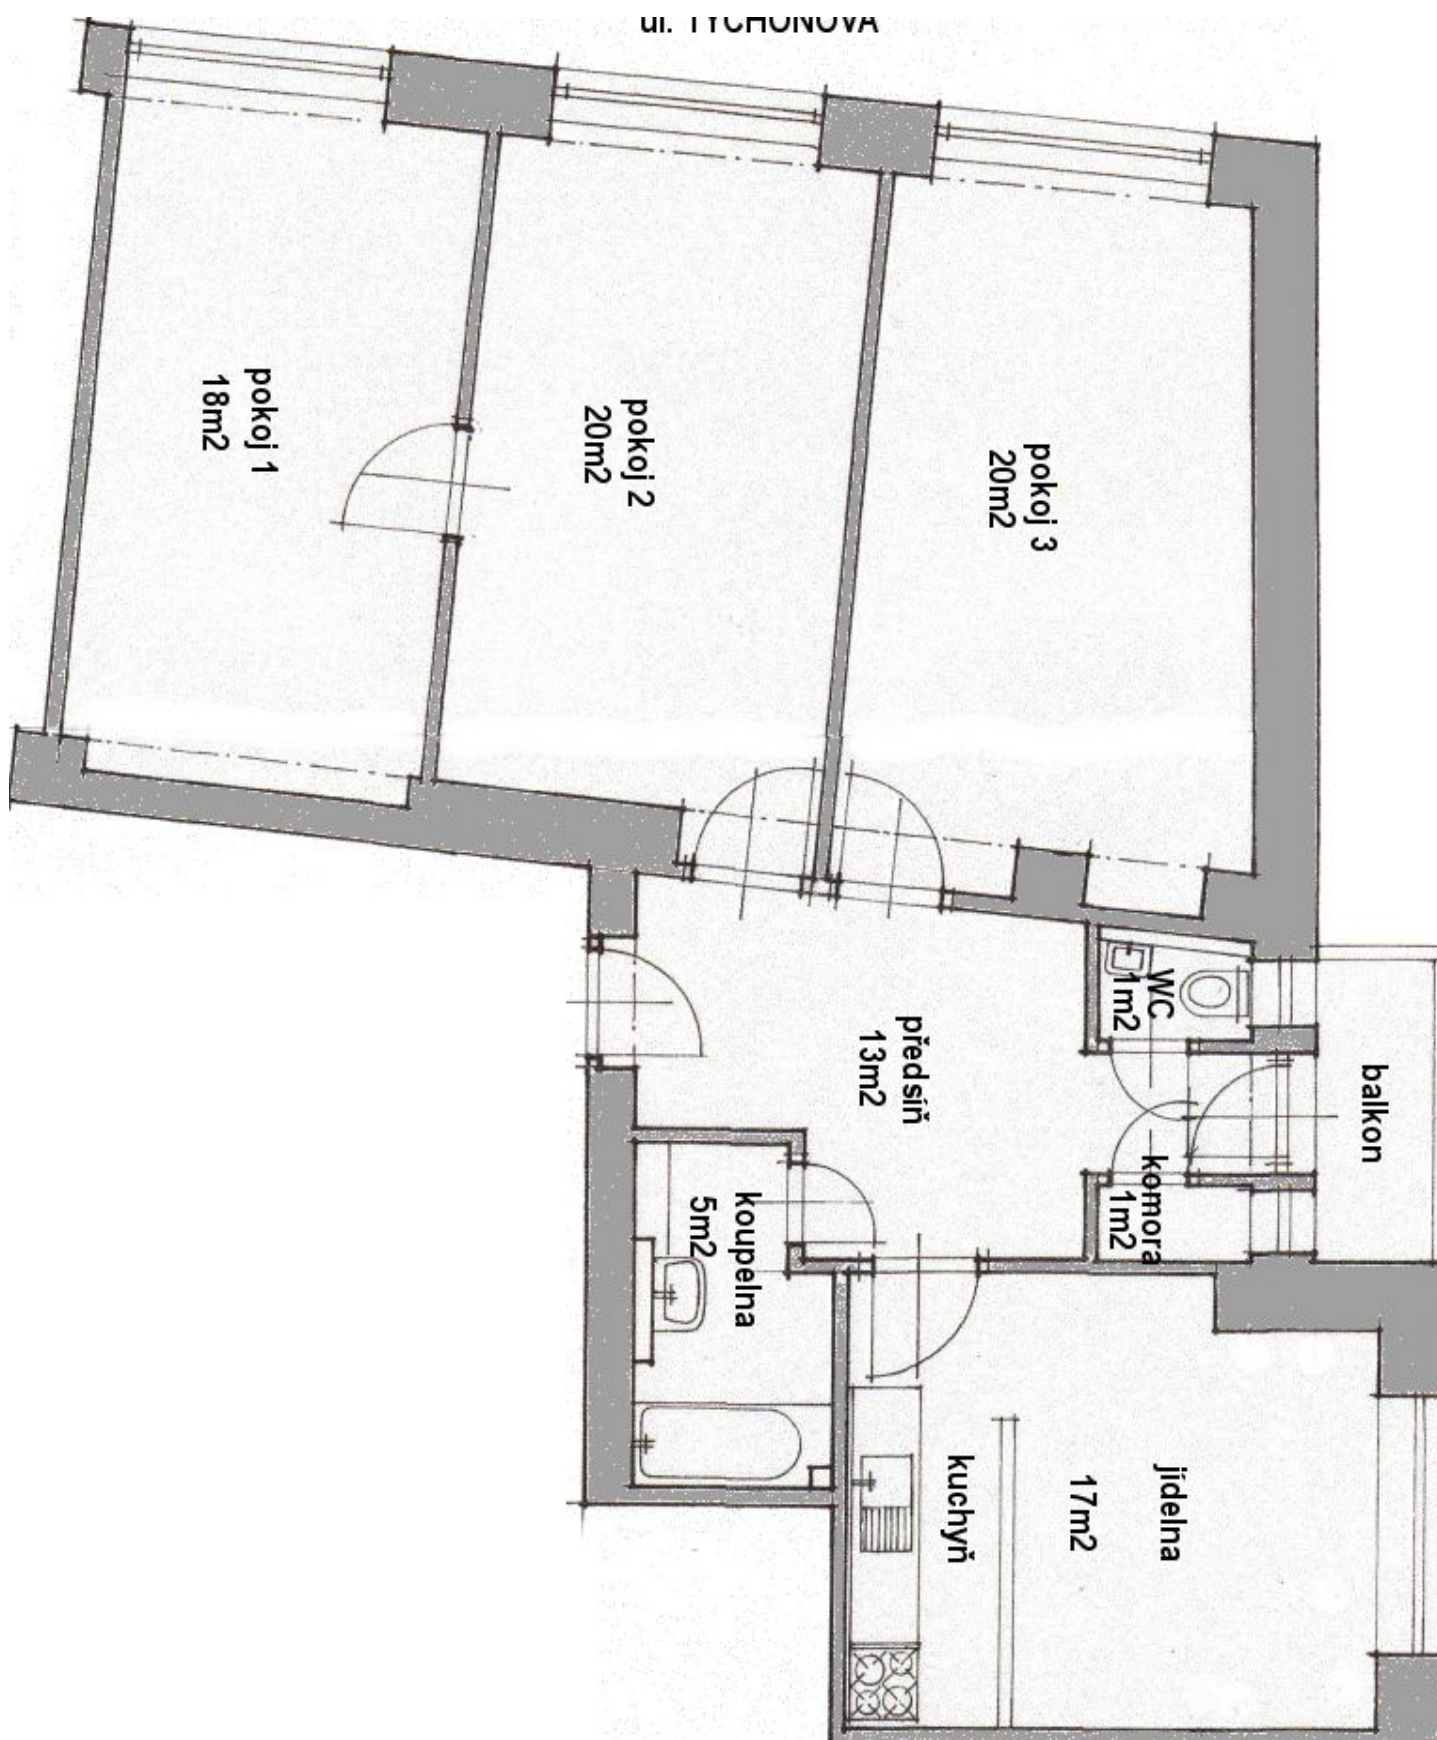 ul. TYCHONOVA
pokoj 1
18m2
pokoj 2
20m2
pokoj 3
20m2
WC
1m2
předsíň
13m2
balkon
komora
1m2
koupelna
5m2
kuchyň
17m2
jídelna